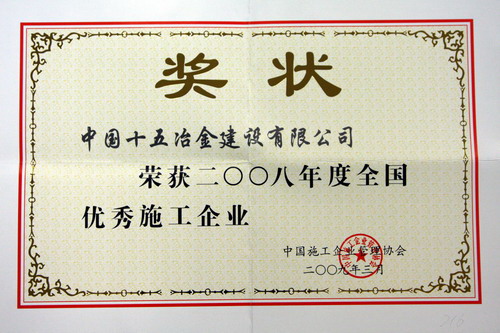 奖状
中国十五冶金建设有限公司
荣获二〇〇八年度全国
优秀施工企业
中国施工企业管理协会
二〇〇九年三月